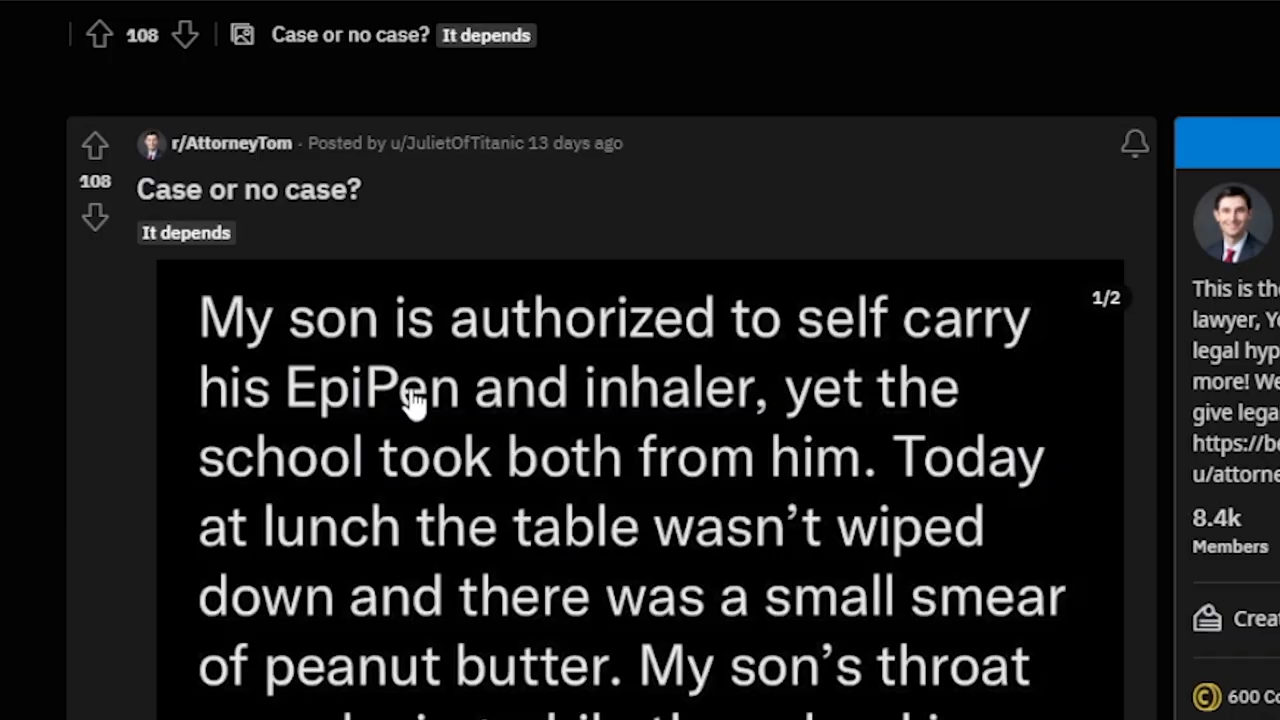 108 Case or no case? It depends
r/AttorneyTom · Posted by u/JulietOfTitanic 13 days ago
108
Case or no case?
It depends
1/2
My son is authorized to self carry
his EpiPen and inhaler, yet the
school took both from him. Today
at lunch the table wasn't wiped
down and there was a small smear
of peanut butter. My son's throat
This is the
lawyer, Y
legal hyp
more! We
give lega
https://b
u/attorne
8.4k
Members
Crea
600 Co